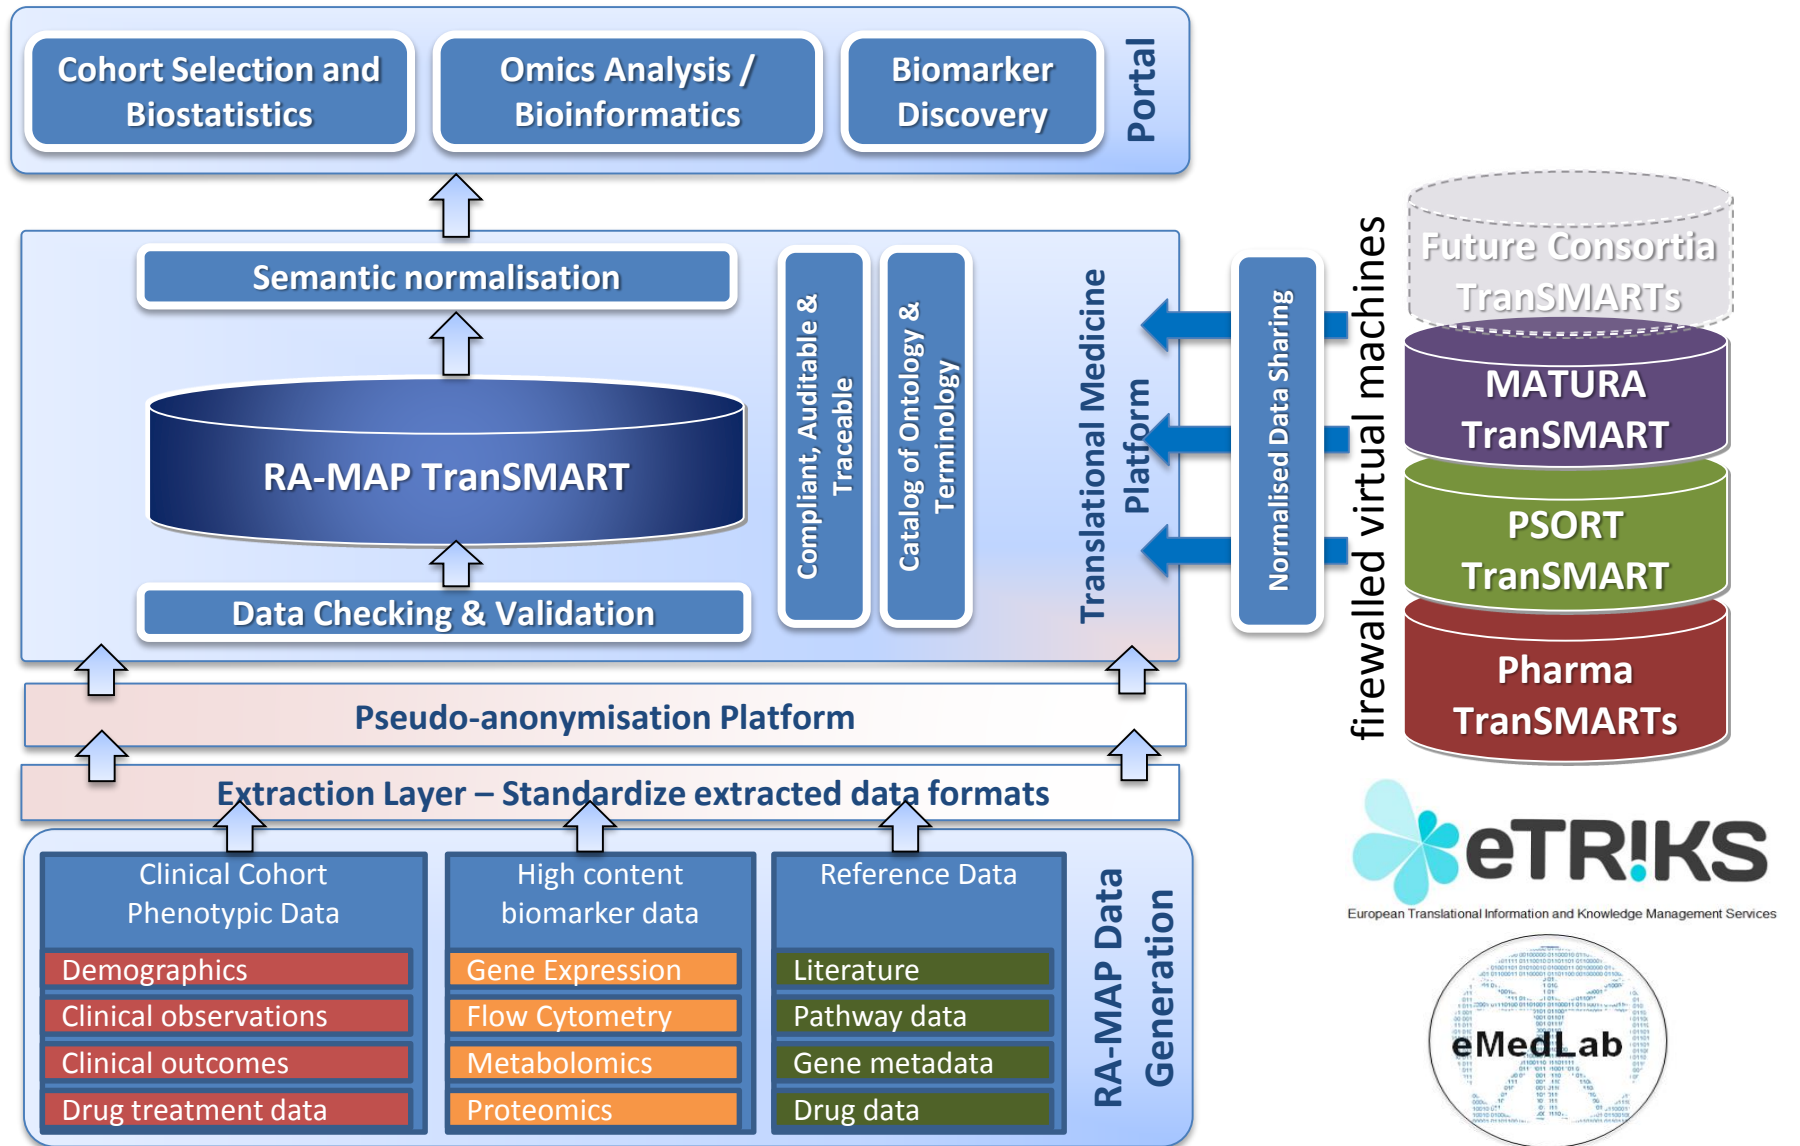 Cohort Selection and
Biostatistics
Omics Analysis /
Bioinformatics
Biomarker
Discovery
Portal
Semantic normalisation
RA-MAP TranSMART
Data Checking & Validation
Compliant, Auditable &
Traceable
Catalog of Ontology &
Terminology
Translational Medicine
Platform
Normalised Data Sharing
firewalled virtual machines
Future Consortia
TranSMARTs
MATURA
TranSMART
PSORT
TranSMART
Pharma
TranSMARTs
Pseudo-anonymisation Platform
Extraction Layer – Standardize extracted data formats
Clinical Cohort
Phenotypic Data
Demographics
Clinical observations
Clinical outcomes
Drug treatment data
High content
biomarker data
Gene Expression
Flow Cytometry
Metabolomics
Proteomics
Reference Data
Literature
Pathway data
Gene metadata
Drug data
RA-MAP Data
Generation
eTR!KS
European Translational Information and Knowledge Management Services
eMedLab